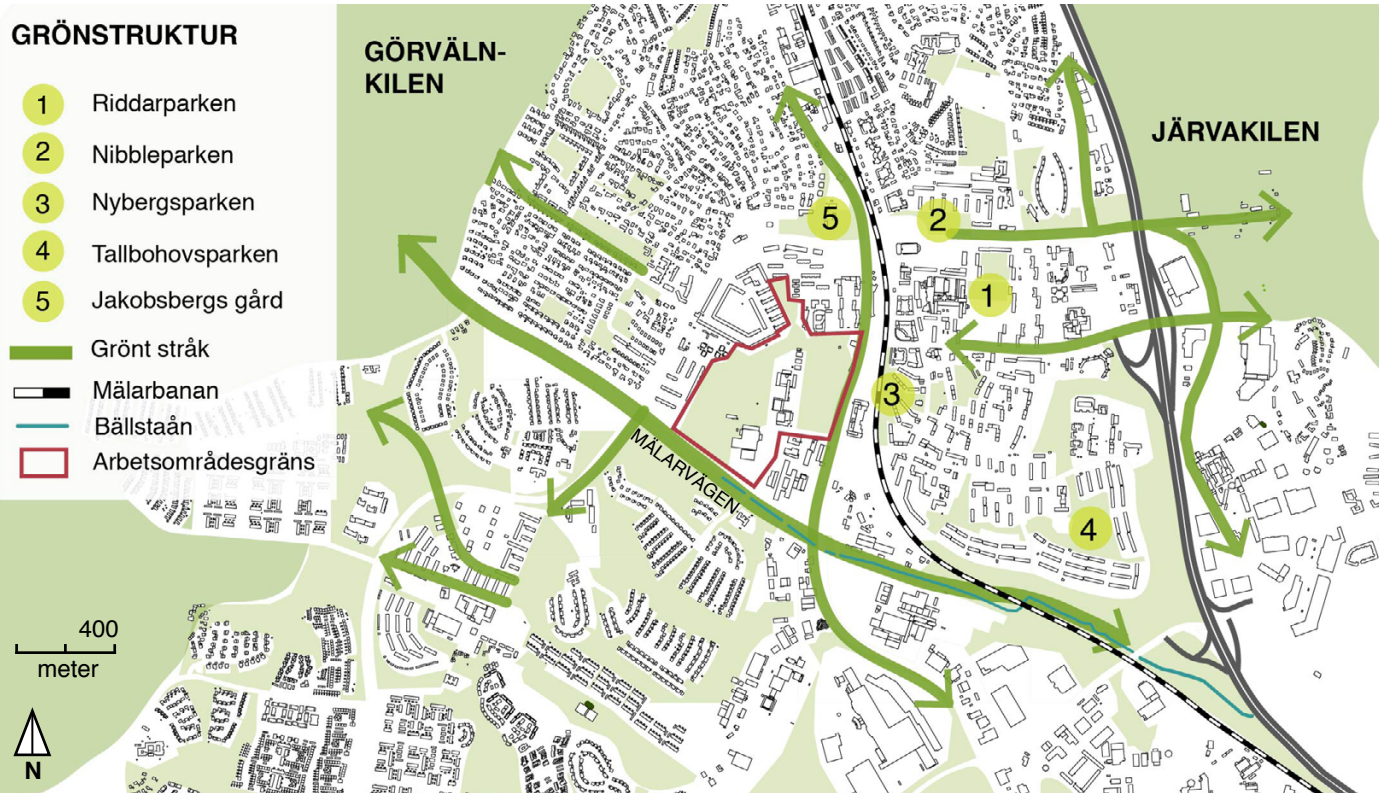 GRÖNSTRUKTUR
1 Riddarparken
2 Nibbleparken
3 Nybergsparken
4 Tallbohovsparken
5 Jakobsbergs gård
Grönt stråk
Mälarbanan
Bällstaån
Arbetsområdesgräns
400
meter
N
GÖRVÄLN-
KILEN
JÄRVAKILEN
5
2
1
3
MÄLARVÄGEN
4